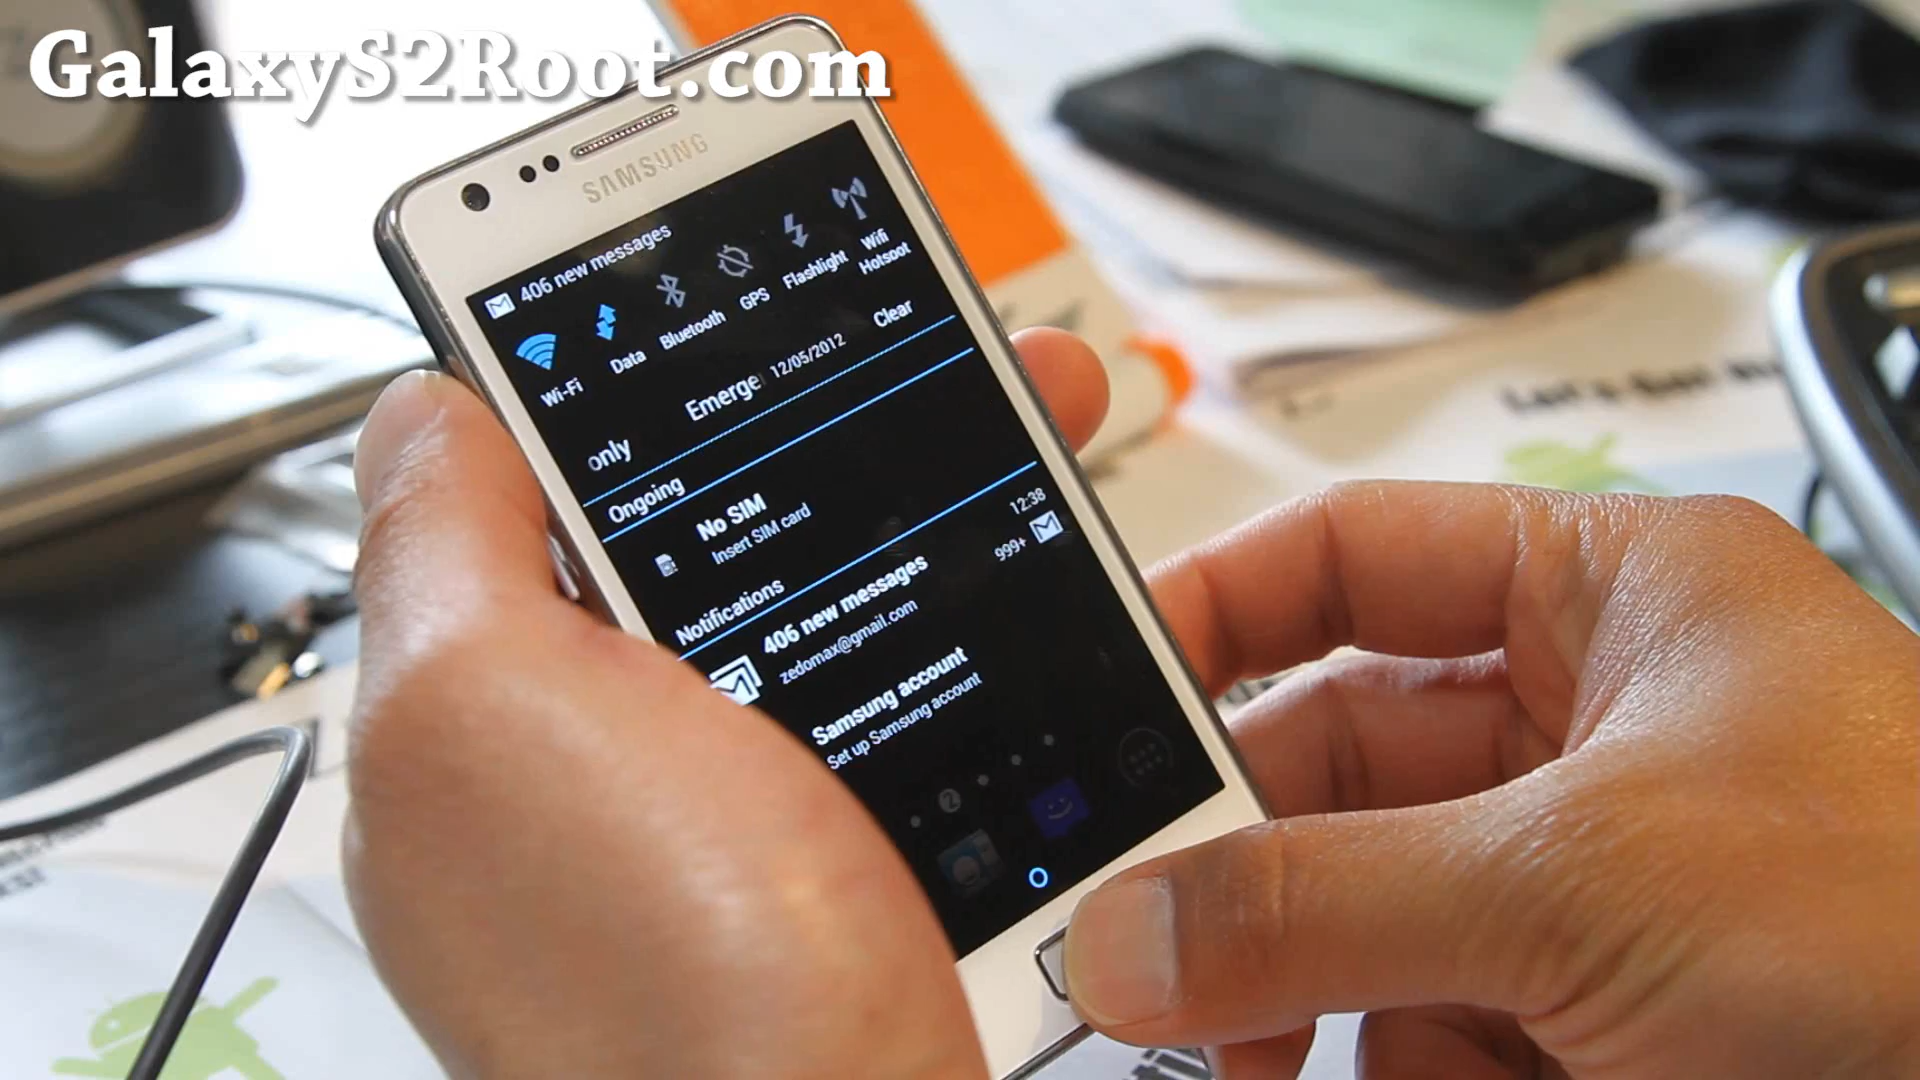 GalaxyS2Root.com
SAMSUNG
406 new messages
Wi-Fi
Data
Bluetooth
GPS
Flashlight
Wifi
Hotspot
Emerge
only
12/05/2012
Clear
Ongoing
No SIM
Insert SIM card
Notifications
12:38
406 new messages
zedomax@gmail.com
999+
Samsung account
Set up Samsung account
2